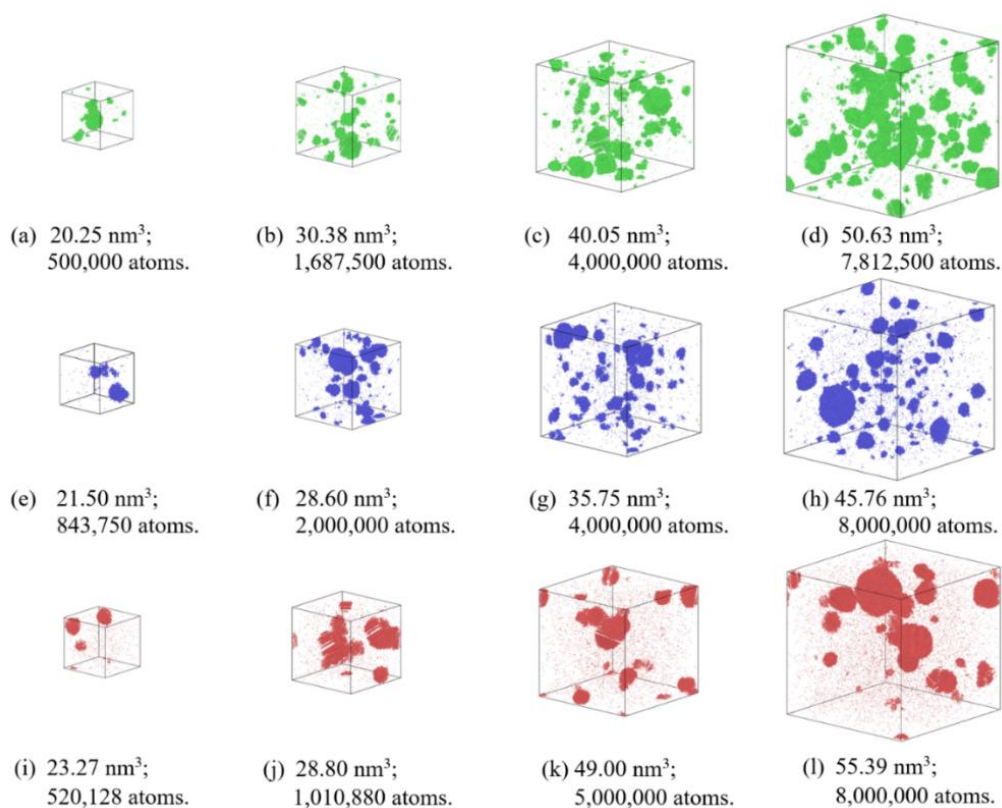 (a) 20.25 nm³;
500,000 atoms.
(b) 30.38 nm³;
1,687,500 atoms.
(c) 40.05 nm³;
4,000,000 atoms.
(d) 50.63 nm³;
7,812,500 atoms.
(e) 21.50 nm³;
843,750 atoms.
(f) 28.60 nm³;
2,000,000 atoms.
(g) 35.75 nm³;
4,000,000 atoms.
(h) 45.76 nm³;
8,000,000 atoms.
(i) 23.27 nm³;
520,128 atoms.
(j) 28.80 nm³;
1,010,880 atoms.
(k) 49.00 nm³;
5,000,000 atoms.
(l) 55.39 nm³;
8,000,000 atoms.